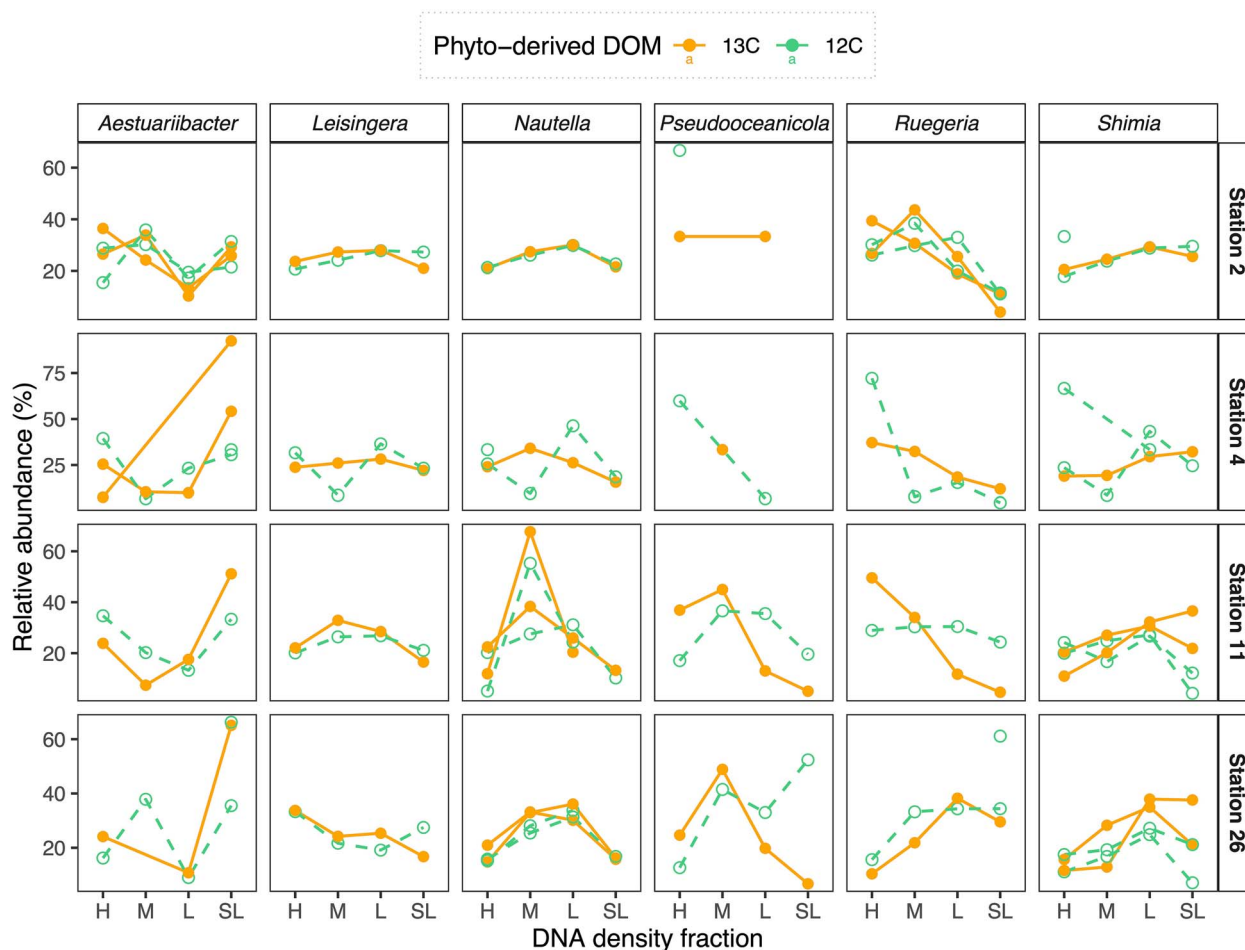 Phyto−derived DOM 13C 12C
a a
Aestuariibacter Leisingera Nautella Pseudooceanicola Ruegeria Shimia
60
40
20
Station 2
75
50
25
Station 4
60
40
20
Station 11
60
40
20
Station 26
Relative abundance (%)
H M L SL H M L SL H M L SL H M L SL H M L SL H M L SL
DNA density fraction